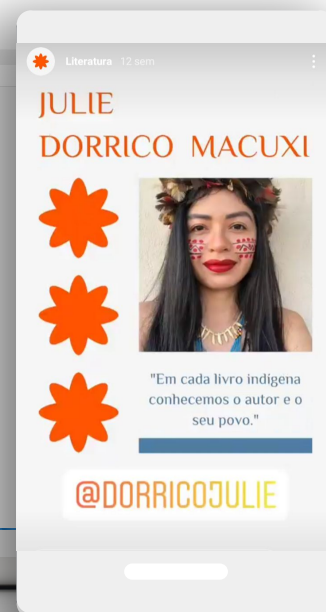 Literatura 12 sem
JULIE
DORRICO MACUXI
"Em cada livro indígena
conhecemos o autor e o
seu povo."
@DORRICOJULIE